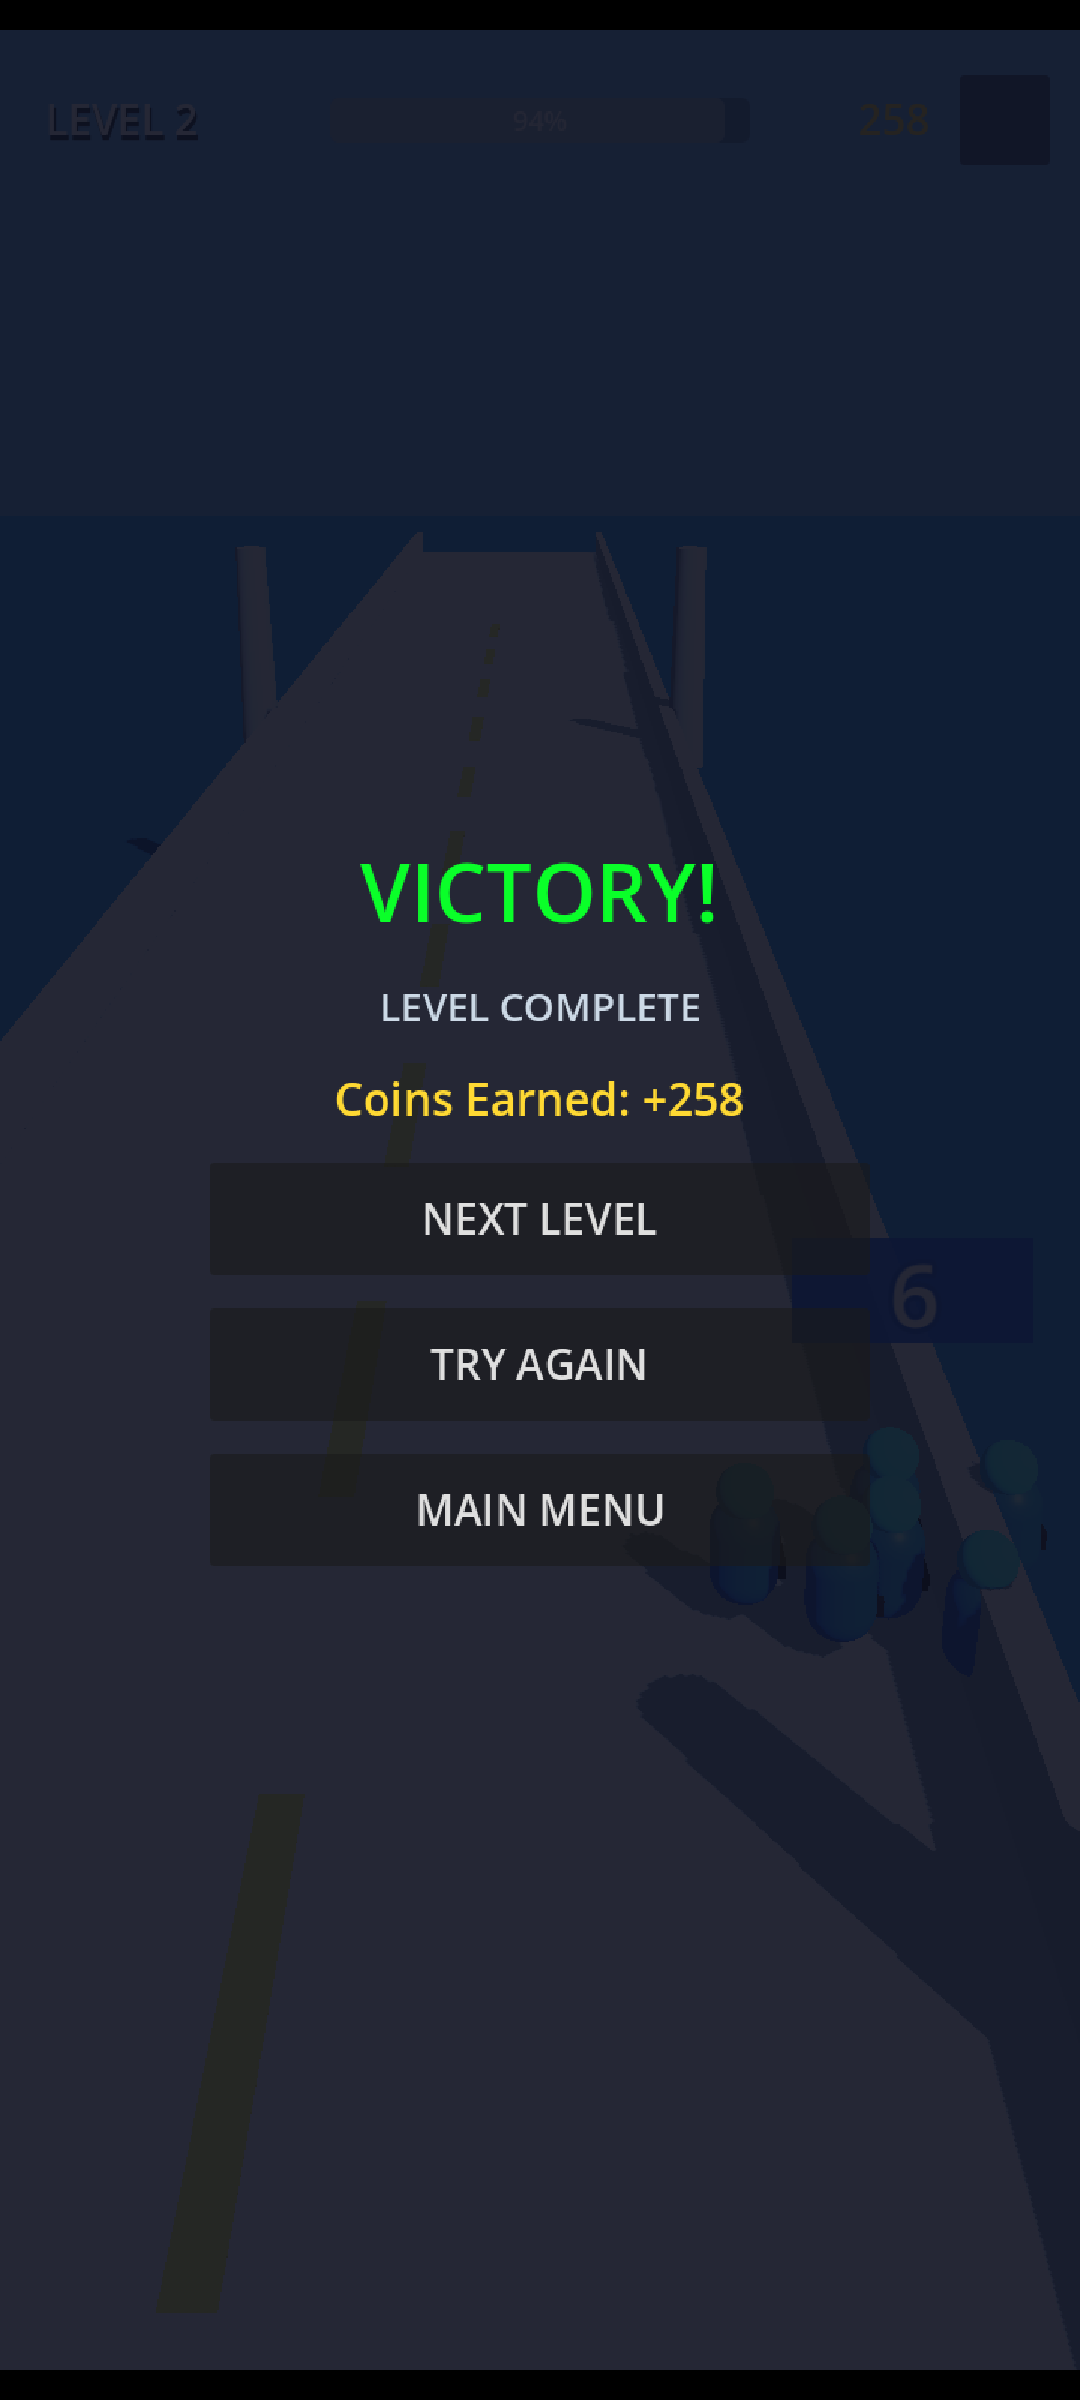 LEVEL 2
94%
258
VICTORY!
LEVEL COMPLETE
Coins Earned: +258
NEXT LEVEL
6
TRY AGAIN
MAIN MENU